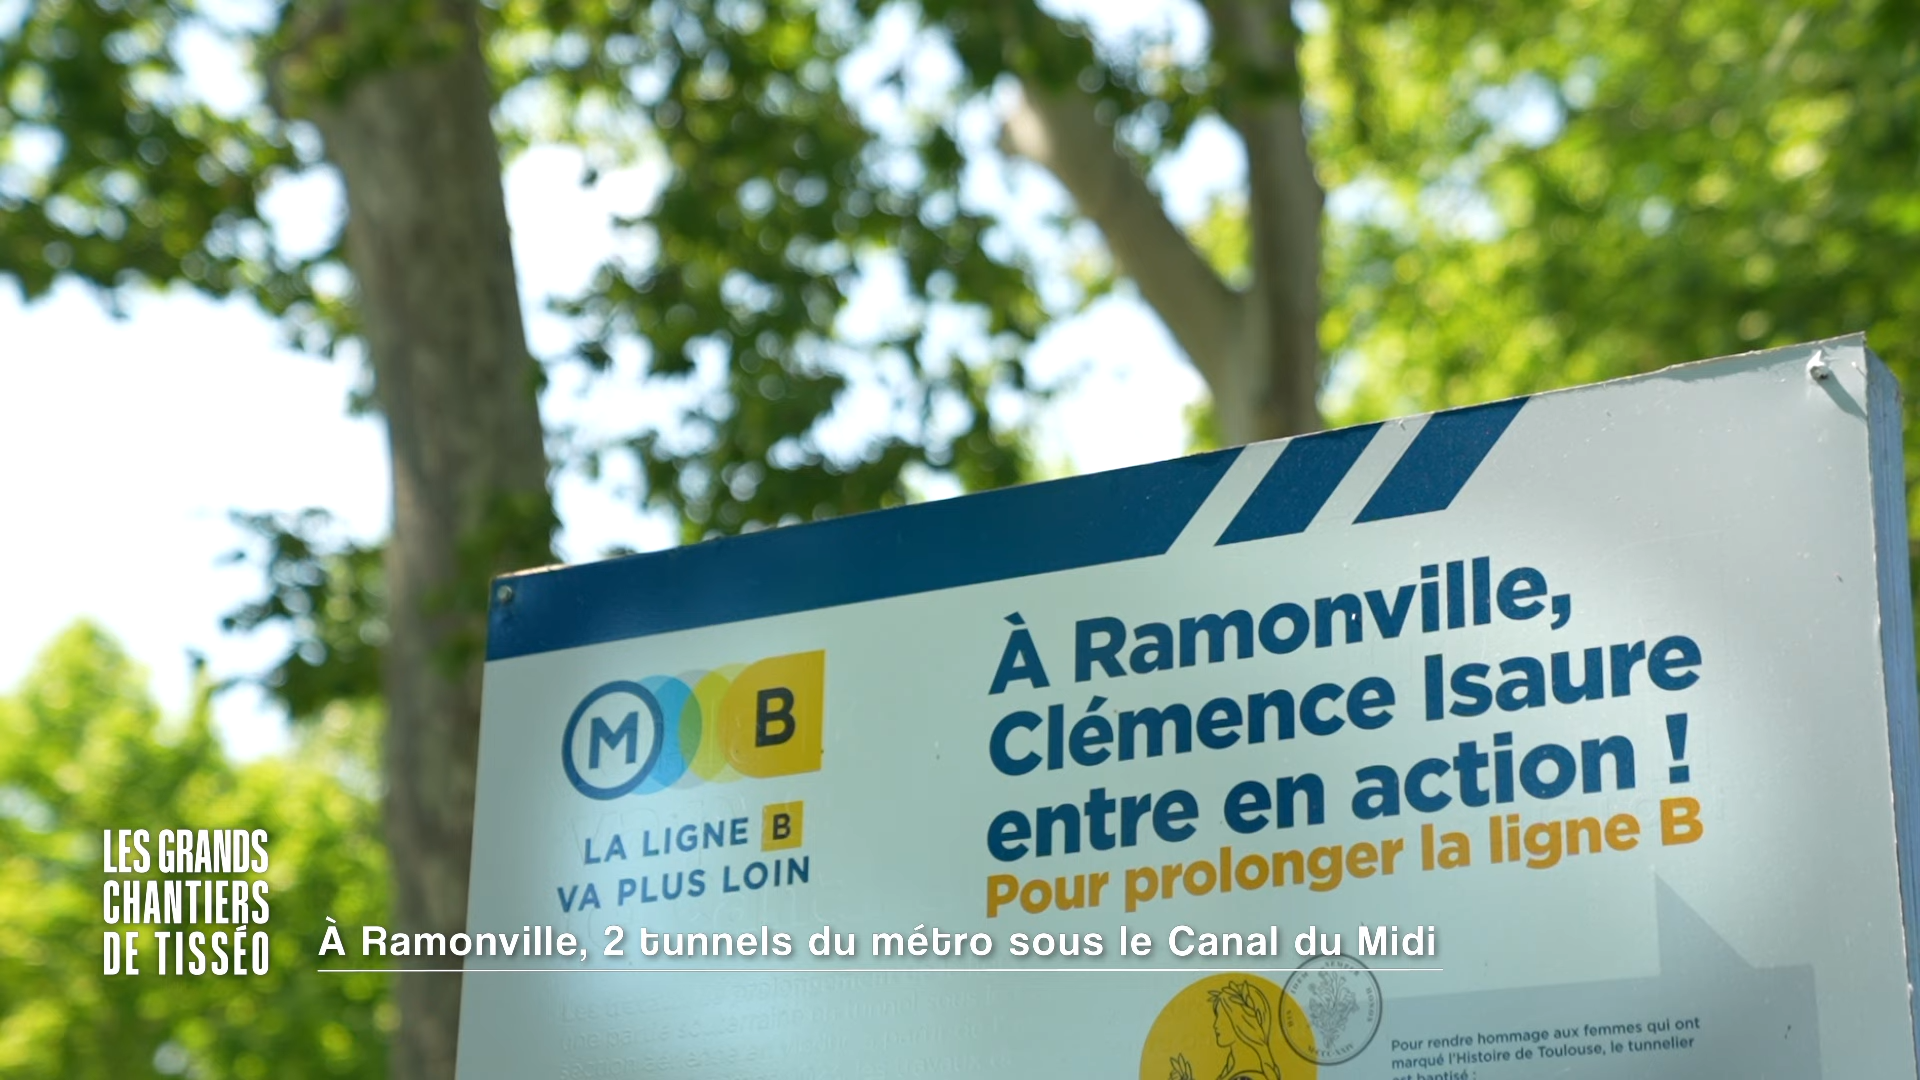 À Ramonville,
Clémence Isaure
entre en action !
Pour prolonger la ligne B
M B
LA LIGNE B
VA PLUS LOIN
LES GRANDS
CHANTIERS
DE TISSÉO
À Ramonville, 2 tunnels du métro sous le Canal du Midi
Pour rendre hommage aux femmes qui ont
marqué l'Histoire de Toulouse, le tunnelier
est baptisé :